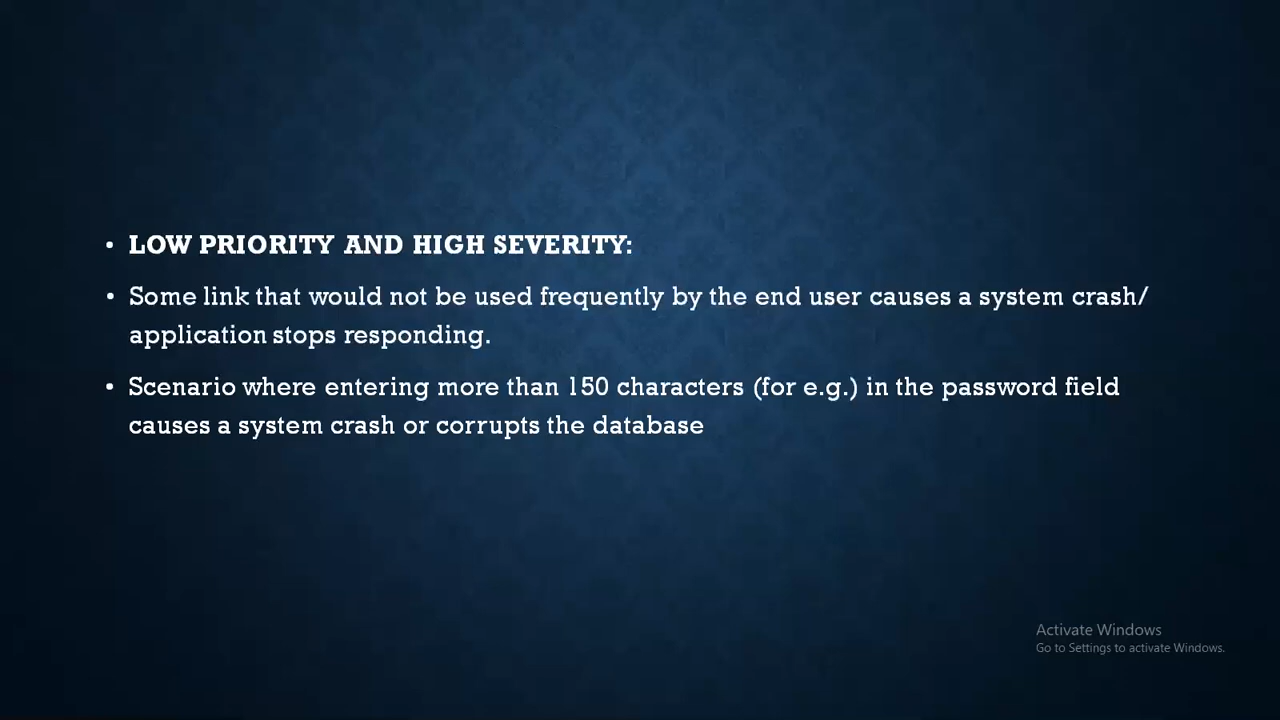 • LOW PRIORITY AND HIGH SEVERITY:
• Some link that would not be used frequently by the end user causes a system crash/
application stops responding.
• Scenario where entering more than 150 characters (for e.g.) in the password field
causes a system crash or corrupts the database
Activate Windows
Go to Settings to activate Windows.